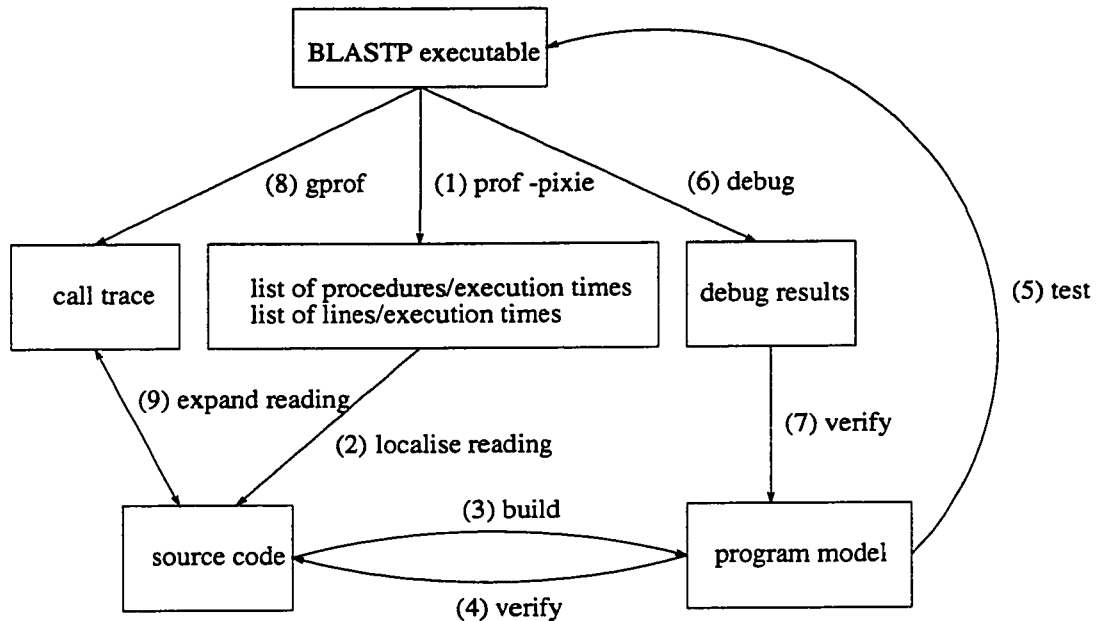 BLASTP executable
(8) gprof
(1) prof -pixie
(6) debug
call trace
list of procedures/execution times
list of lines/execution times
debug results
(5) test
(9) expand reading
(2) localise reading
(7) verify
(3) build
source code
program model
(4) verify